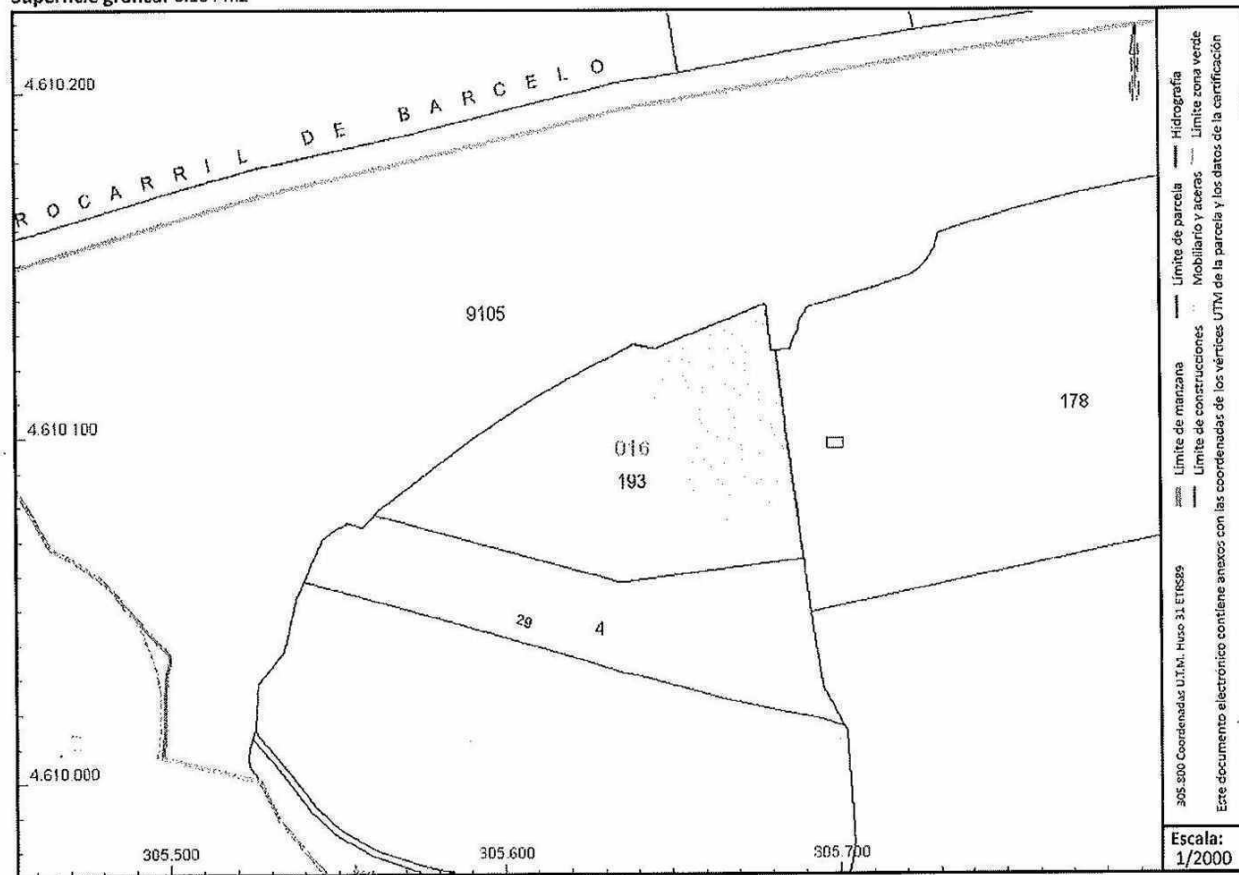 Superficie gráfica:
4.610.200
ROCARRIL DE BARCELO
9105
178
4.610.100
016
193
29 4
4.610.000
305.500 305.600 305.700
Límite de manzana Límite de parcela Hidrografía
Límite de construcciones Mobiliario y aceras Límite zona verde
305.800 Coordenadas U.T.M. Huso 31 ETRS89
Este documento electrónico contiene anexos con las coordenadas de los vértices UTM de la parcela y los datos de la certificación
Escala:
1/2000